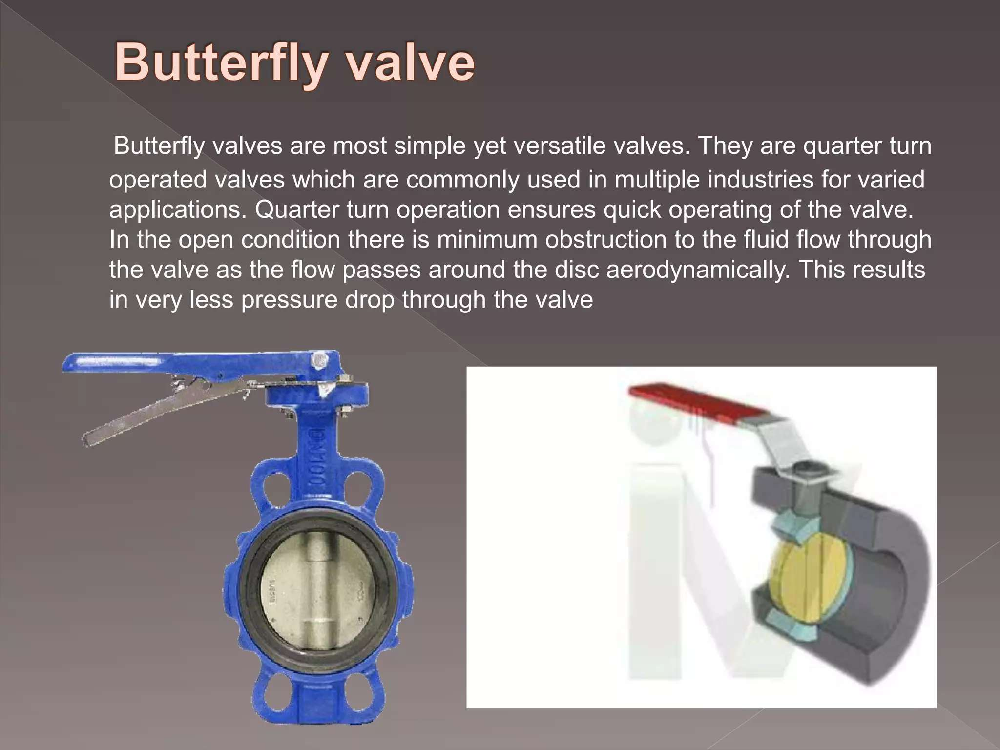 Butterfly valve
Butterfly valves are most simple yet versatile valves. They are quarter turn
operated valves which are commonly used in multiple industries for varied
applications. Quarter turn operation ensures quick operating of the valve.
In the open condition there is minimum obstruction to the fluid flow through
the valve as the flow passes around the disc aerodynamically. This results
in very less pressure drop through the valve
DN100